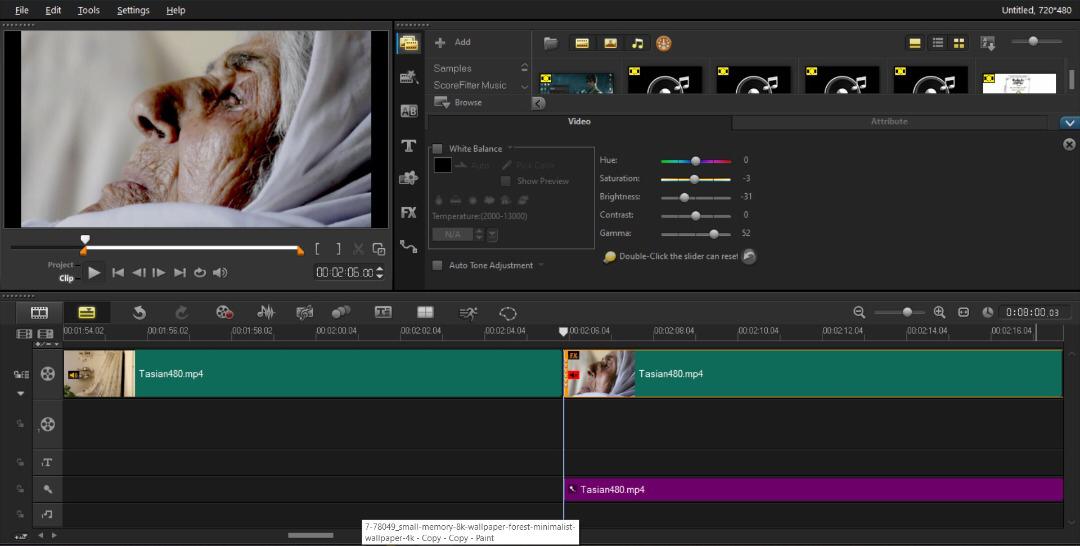 File Edit Tools Settings Help
Untitled, 720*480
Add
Samples
ScoreFitter Music
Browse
AB
T
FX
Video Attribute
White Balance
Auto Pick Color
Show Preview
Temperature:(2000-13000)
N/A
Auto Tone Adjustment
Hue: 0
Saturation: -3
Brightness: -31
Contrast: 0
Gamma: 52
Double-Click the slider can reset
Project
Clip
[ ]
00:02:06.00
0:08:00.03
00:01:54.02 00:01:56.02 00:01:58.02 00:02:00.04 00:02:02.04 00:02:04.04 00:02:06.04 00:02:08.04 00:02:10.04 00:02:12.04 00:02:14.04 00:02:16.04
Tasian480.mp4
FX
Tasian480.mp4
1
1T
Tasian480.mp4
7-78049_small-memory-8k-wallpaper-forest-minimalist-
wallpaper-4k - Copy - Copy - Paint